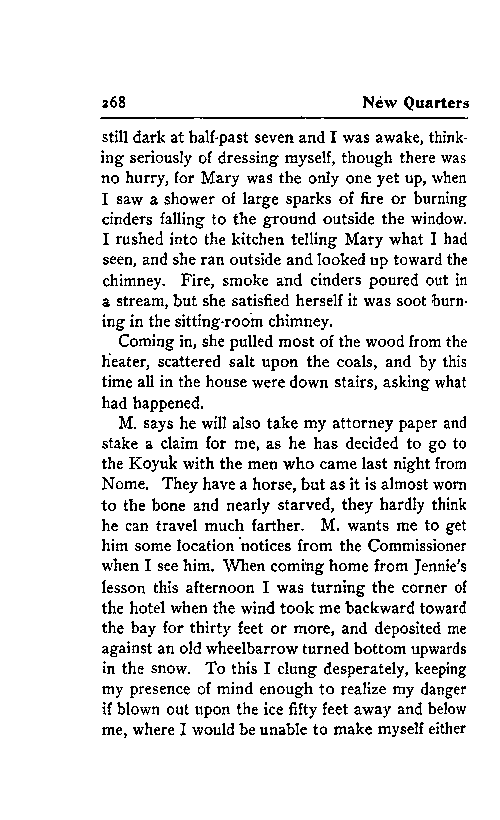 268 New Quarters
still dark at half-past seven and I was awake, think-
ing seriously of dressing myself, though there was
no hurry, for Mary was the only one yet up, when
I saw a shower of large sparks of fire or burning
cinders falling to the ground outside the window.
I rushed into the kitchen telling Mary what I had
seen, and she ran outside and looked up toward the
chimney. Fire, smoke and cinders poured out in
a stream, but she satisfied herself it was soot burn-
ing in the sitting-room chimney.
Coming in, she pulled most of the wood from the
heater, scattered salt upon the coals, and by this
time all in the house were down stairs, asking what
had happened.
M. says he will also take my attorney paper and
stake a claim for me, as he has decided to go to
the Koyuk with the men who came last night from
Nome. They have a horse, but as it is almost worn
to the bone and nearly starved, they hardly think
he can travel much farther. M. wants me to get
him some location notices from the Commissioner
when I see him. When coming home from Jennie's
lesson this afternoon I was turning the corner of
the hotel when the wind took me backward toward
the bay for thirty feet or more, and deposited me
against an old wheelbarrow turned bottom upwards
in the snow. To this I clung desperately, keeping
my presence of mind enough to realize my danger
if blown out upon the ice fifty feet away and below
me, where I would be unable to make myself either